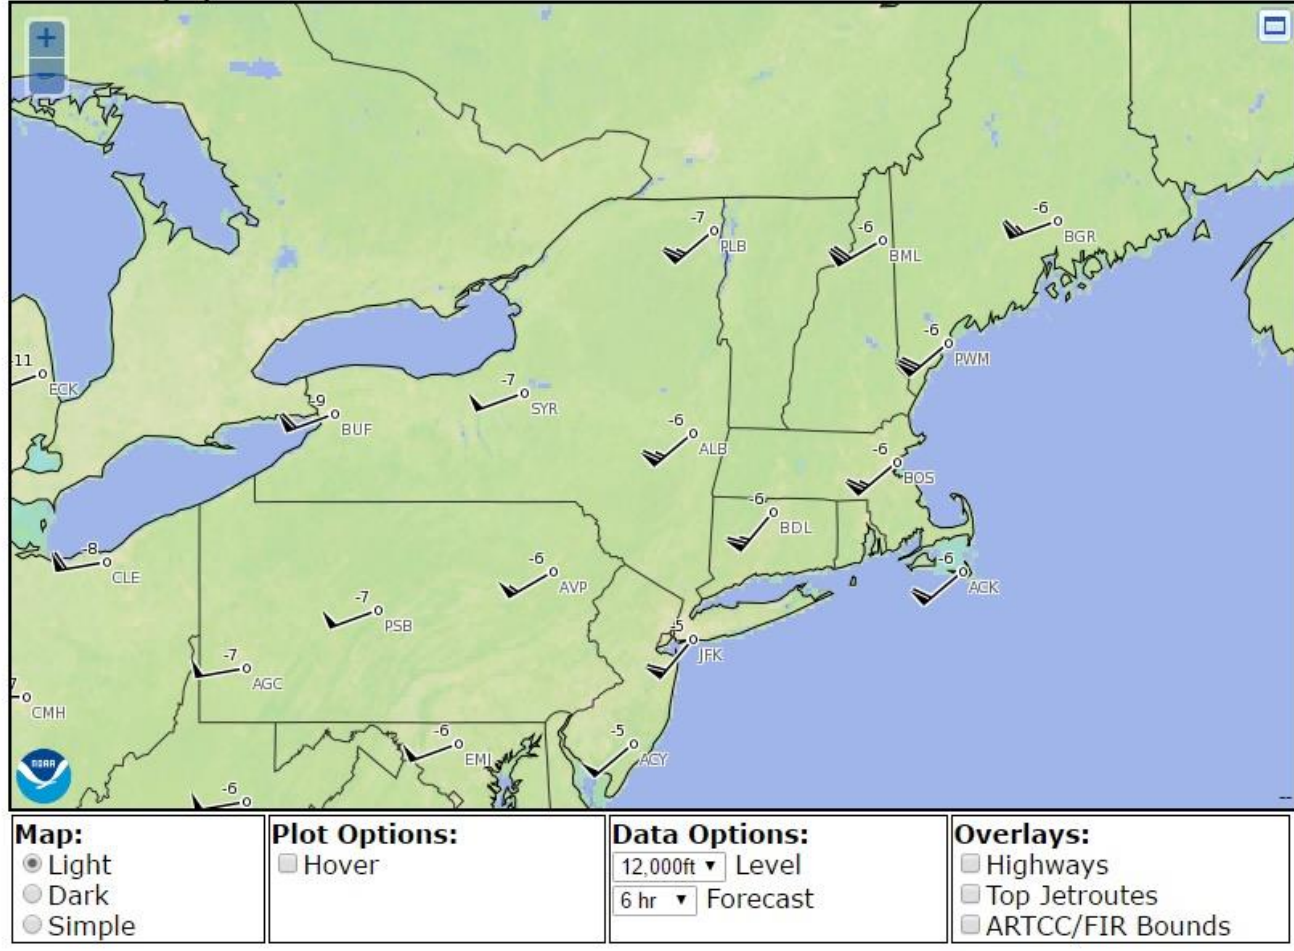 +
-7
PLB
-6
BML
-6
BGR
-6
PWM
11
ECK
-9
BUF
-7
SYR
-6
ALB
-6
BOS
-6
BDL
-8
CLE
-6
AVP
-6
ACK
-7
PSB
-5
JFK
-7
AGC
7
CMH
-6
EMI
-5
ACY
NOAA
-6
--
Map:
Light
Dark
Simple
Plot Options:
Hover
Data Options:
12,000ft ▼ Level
6 hr ▼ Forecast
Overlays:
Highways
Top Jetroutes
ARTCC/FIR Bounds